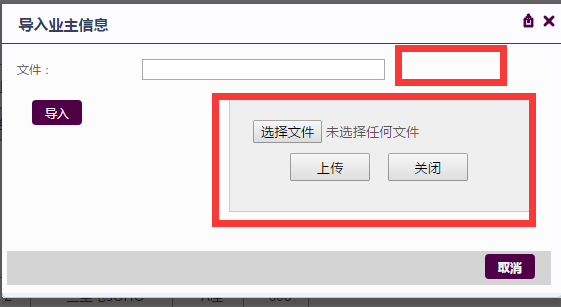 导入业主信息
文件：
导入
选择文件 未选择任何文件
上传 关闭
取消